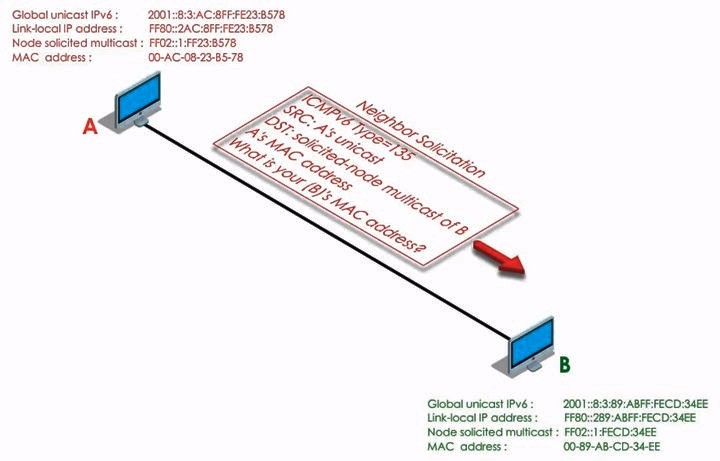 Global unicast IPv6 : 2001::8:3:AC:8FF:FE23:B578
Link-local IP address : FF80::2AC:8FF:FE23:B578
Node solicited multicast : FF02::1:FF23:B578
MAC address : 00-AC-08-23-B5-78
A
Neighbor Solicitation
ICMPv6 Type=135
SRC: A's unicast
DST: solicited-node multicast of B
A's MAC address
What is your (B)'s MAC address?
B
Global unicast IPv6 : 2001::8:3:89:ABFF:FECD:34EE
Link-local IP address : FF80::289:ABFF:FECD:34EE
Node solicited multicast : FF02::1:FECD:34EE
MAC address : 00-89-AB-CD-34-EE